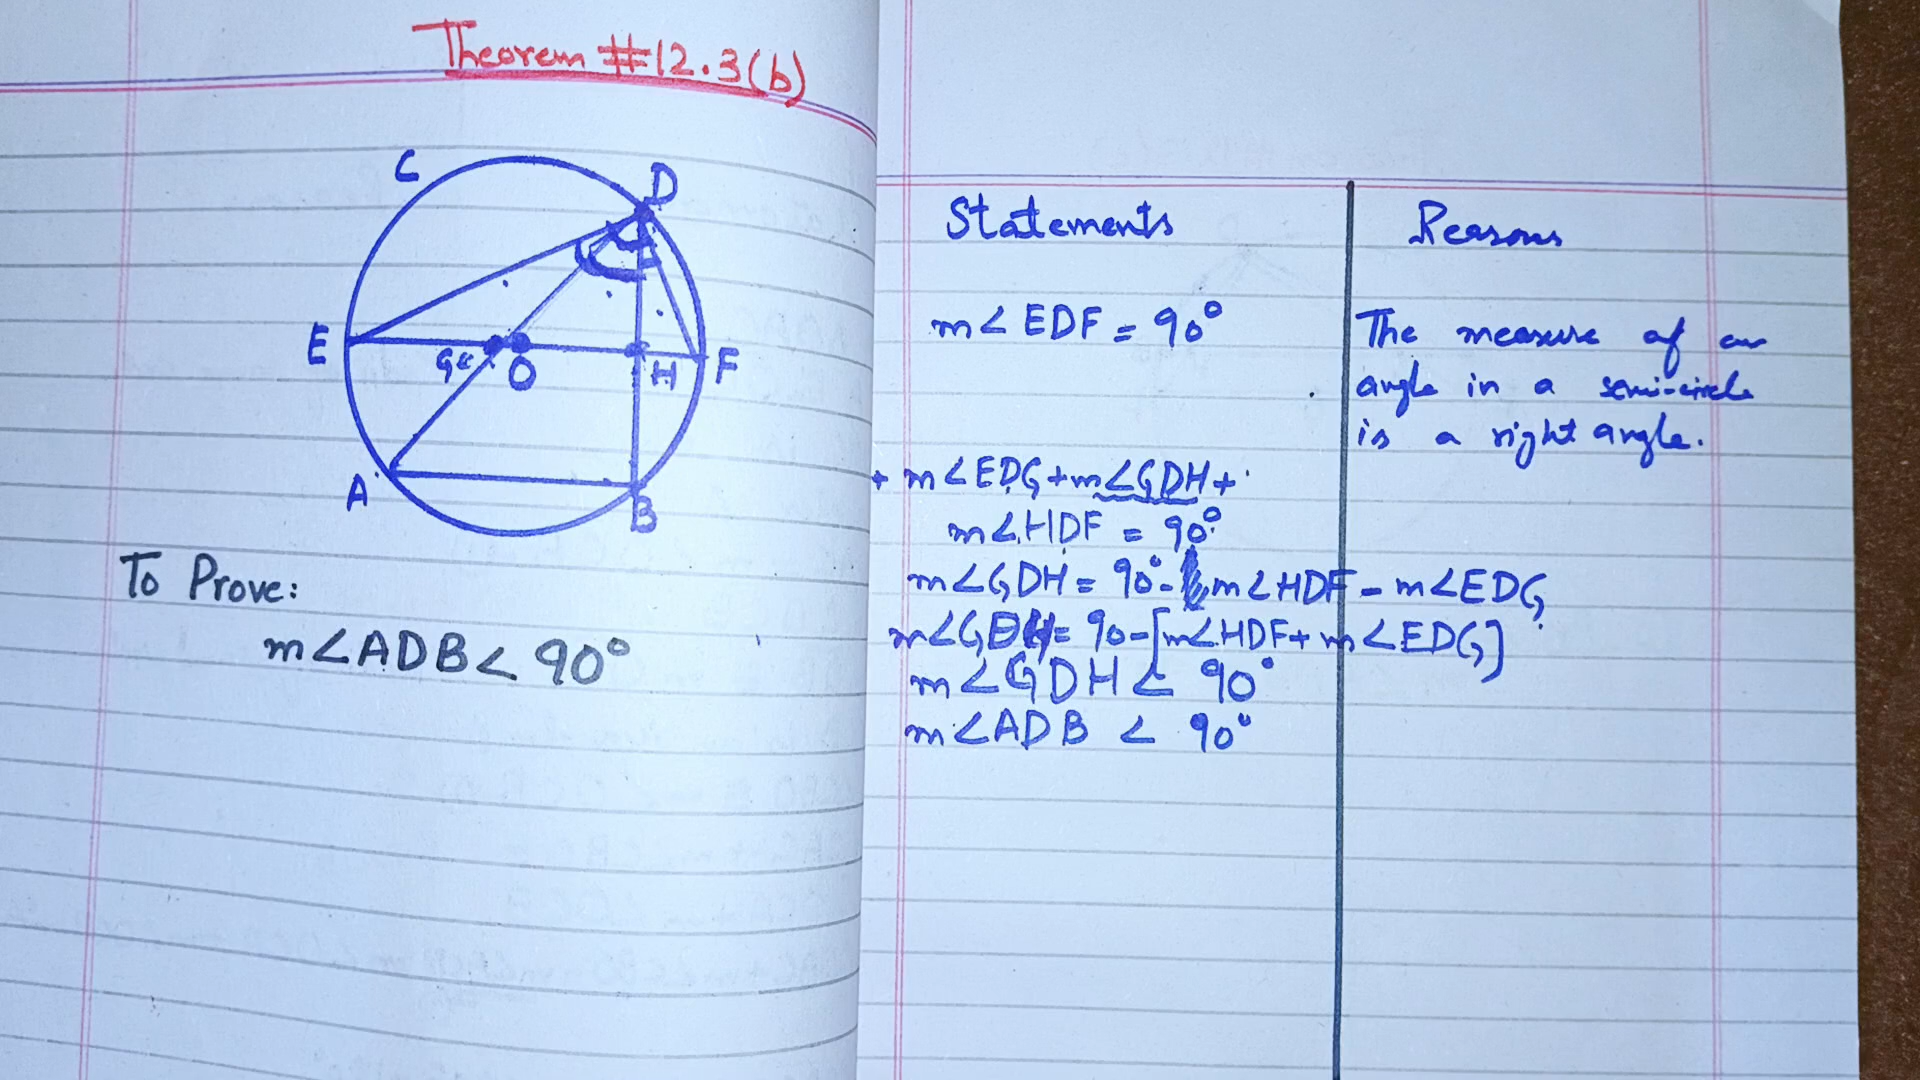 Theorem #12.3(b)
C
D
E
G
O
H
F
A
B
To Prove:
m∠ADB < 90°
Statements
Reasons
m∠EDF = 90°
The measure of an
angle in a semi-circle
is a right angle.
+ m∠EDG + m∠GDH +
m∠HDF = 90°
m∠GDH = 90° - m∠HDF - m∠EDG
m∠GDH = 90 - [m∠HDF + m∠EDG]
m∠GDH < 90°
m∠ADB < 90°